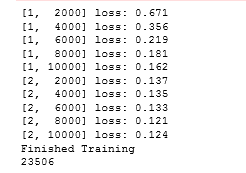 [1,  2000] loss: 0.671
[1,  4000] loss: 0.356
[1,  6000] loss: 0.219
[1,  8000] loss: 0.181
[1, 10000] loss: 0.162
[2,  2000] loss: 0.137
[2,  4000] loss: 0.135
[2,  6000] loss: 0.133
[2,  8000] loss: 0.121
[2, 10000] loss: 0.124
Finished Training
23506